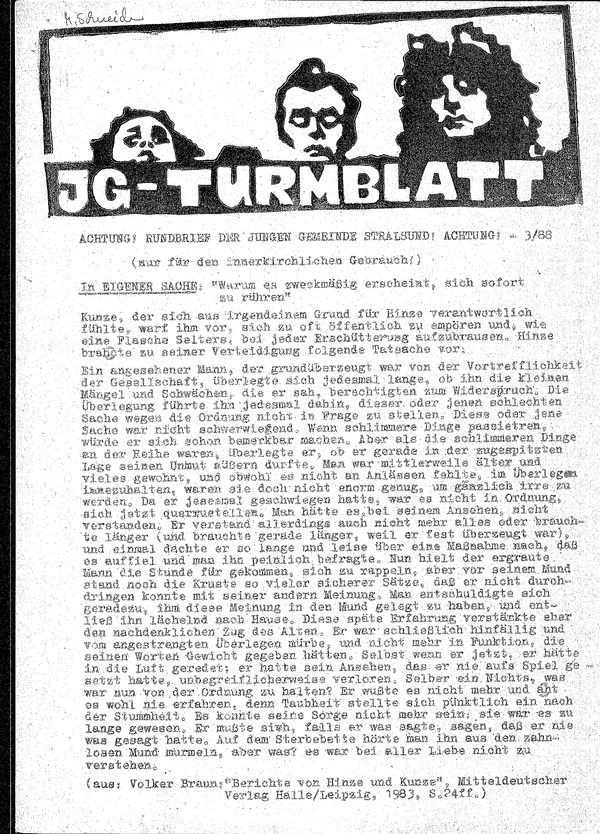 M. Schneider
JG-TURMBLATT
ACHTUNG! RUNDBRIEF DER JUNGEN GEMEINDE STRALSUND! ACHTUNG! - 3/88
(nur für den innerkirchlichen Gebrauch!)
In EIGENER SACHE: "Warum es zweckmäßig erscheint, sich sofort
zu rühren"
Kunze, der sich aus irgendeinem Grund für Hinze verantwortlich
fühlte, warf ihm vor, sich zu oft öffentlich zu empören und, wie
eine Flasche Selters, bei jeder Erschütterung aufzubrausen. Hinze
brahcte zu seiner Verteidigung folgende Tatsache vor:
Ein angesehener Mann, der grundüberzeugt war von der Vortrefflichkeit
der Gesellschaft, überlegte sich jedesmal lange, ob ihn die kleinen
Mängel und Schwächen, die er sah, berechtigten zum Widerspruch. Die
Überlegung führte ihn jedesmal dahin, dieser oder jenen schlechten
Sache wegen die Ordnung nicht in Frage zu stellen. Diese oder jene
Sache war nicht schwerwiegend. Wenn schlimmere Dinge passieren,
würde er sich schon bemerkbar machen. Aber als die schlimmeren Dinge
an der Reihe waren, überlegte er, ob er gerade in der zugespitzten
Lage seinen Unmut äußern durfte. Man war mittlerweile älter und
vieles gewohnt, und obwohl es nicht an Anlässen fehlte, im Überlegen
innezuhalten, waren sie doch nicht enorm genug, um gänzlich irre zu
werden. Da er jedesmal geschwiegen hatte, war es nicht in Ordnung,
sich jetzt querzustellen. Man hätte es, bei seinem Ansehen, nicht
verstanden. Er verstand allerdings auch nicht mehr alles oder brauch-
te länger (und brauchte gerade länger, weil er fest überzeugt war),
und einmal dachte er so lange und leise über eine Maßnahme nach, daß
es auffiel und man ihn peinlich befragte. Nun hielt der ergraute
Mann die Stunde für gekommen, sich zu rappeln, aber vor seinem Mund
stand noch die Kruste so vieler sicherer Sätze, daß er nicht durch-
dringen konnte mit seiner andern Meinung. Man entschuldigte sich
geradezu, ihm diese Meinung in den Mund gelegt zu haben, und ent-
ließ ihn lächelnd nach Hause. Diese späte Erfahrung verstärkte eher
den nachdenklichen Zug des Alten. Er war schließlich hinfällig und
vom angestrengten Überlegen mürbe, und nicht mehr in Funktion, die
seinen Worten Gewicht gegeben hätten. Selbst wenn er jetzt, er hätte
in die Luft geredet; er hatte sein Ansehen, das er nie aufs Spiel ge-
setzt hatte, unbegreiflicherweise verloren. Selber ein Nichts, was
war nun von der Ordnung zu halten? Er wußte es nicht mehr und
es wohl nie erfahren, denn Taubheit stellte sich pünktlich ein nach
der Stummheit. Es konnte seine Sorge nicht mehr sein, sie war es zu
lange gewesen. Er mußte sich, falls er was sagte, sagen, daß er nie
was gesagt hatte. Auf dem Sterbebette hörte man ihn aus den zahn-
losen Mund murmeln, aber was? es war bei aller Liebe nicht zu
verstehen.
(aus: Volker Braun: "Berichte von Hinze und Kunze", Mitteldeutscher
Verlag Halle/Leipzig, 1983, S.24ff.)